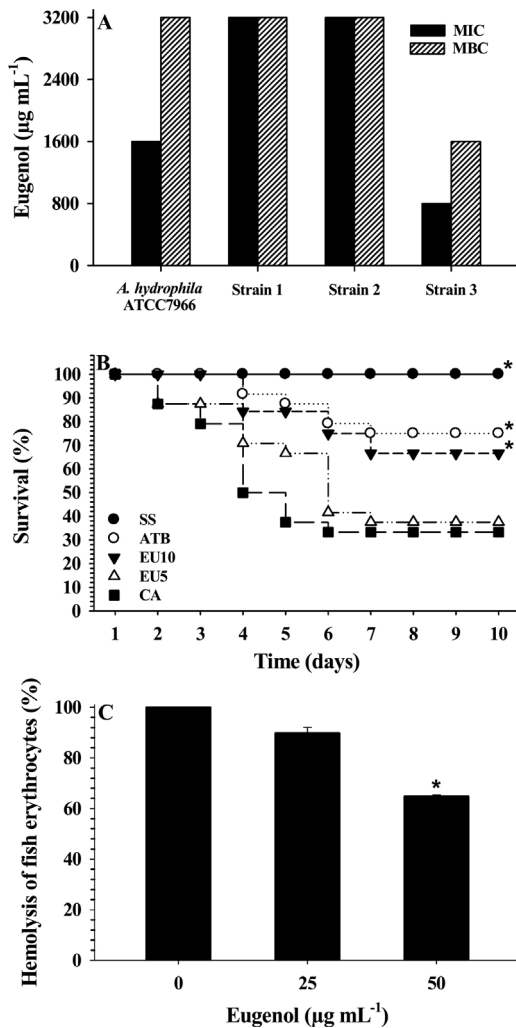 A
MIC
MBC
Eugenol (µg mL⁻¹)
3200
2400
1600
800
0
A. hydrophila
ATCC7966
Strain 1
Strain 2
Strain 3
B
Survival (%)
100
90
80
70
60
50
40
30
20
10
0
*
*
*
SS
ATB
EU10
EU5
CA
1 2 3 4 5 6 7 8 9 10
Time (days)
C
Hemolysis of fish erythrocytes (%)
100
80
60
40
20
0
*
0 25 50
Eugenol (µg mL⁻¹)